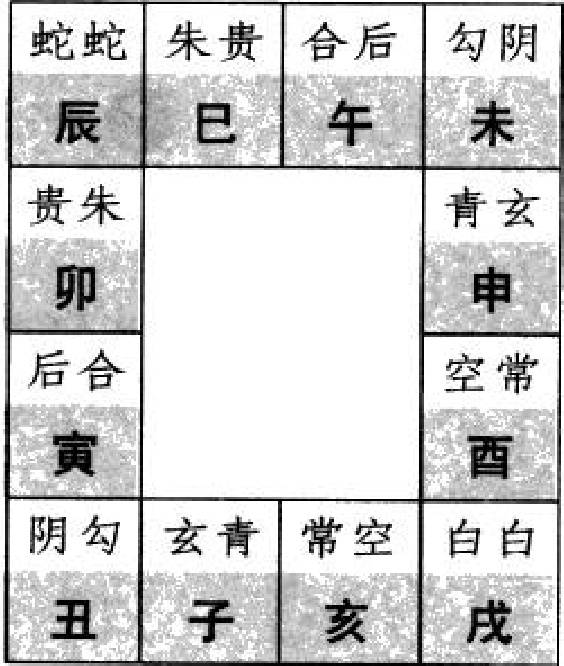 蛇蛇 朱贵 合后 勾阴
辰 巳 午 未
贵朱 青玄
卯 申
后合 空常
寅 酉
阴勾 玄青 常空 白白
丑 子 亥 戌